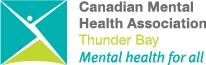 Canadian Mental
Health Association
Thunder Bay
Mental health for all